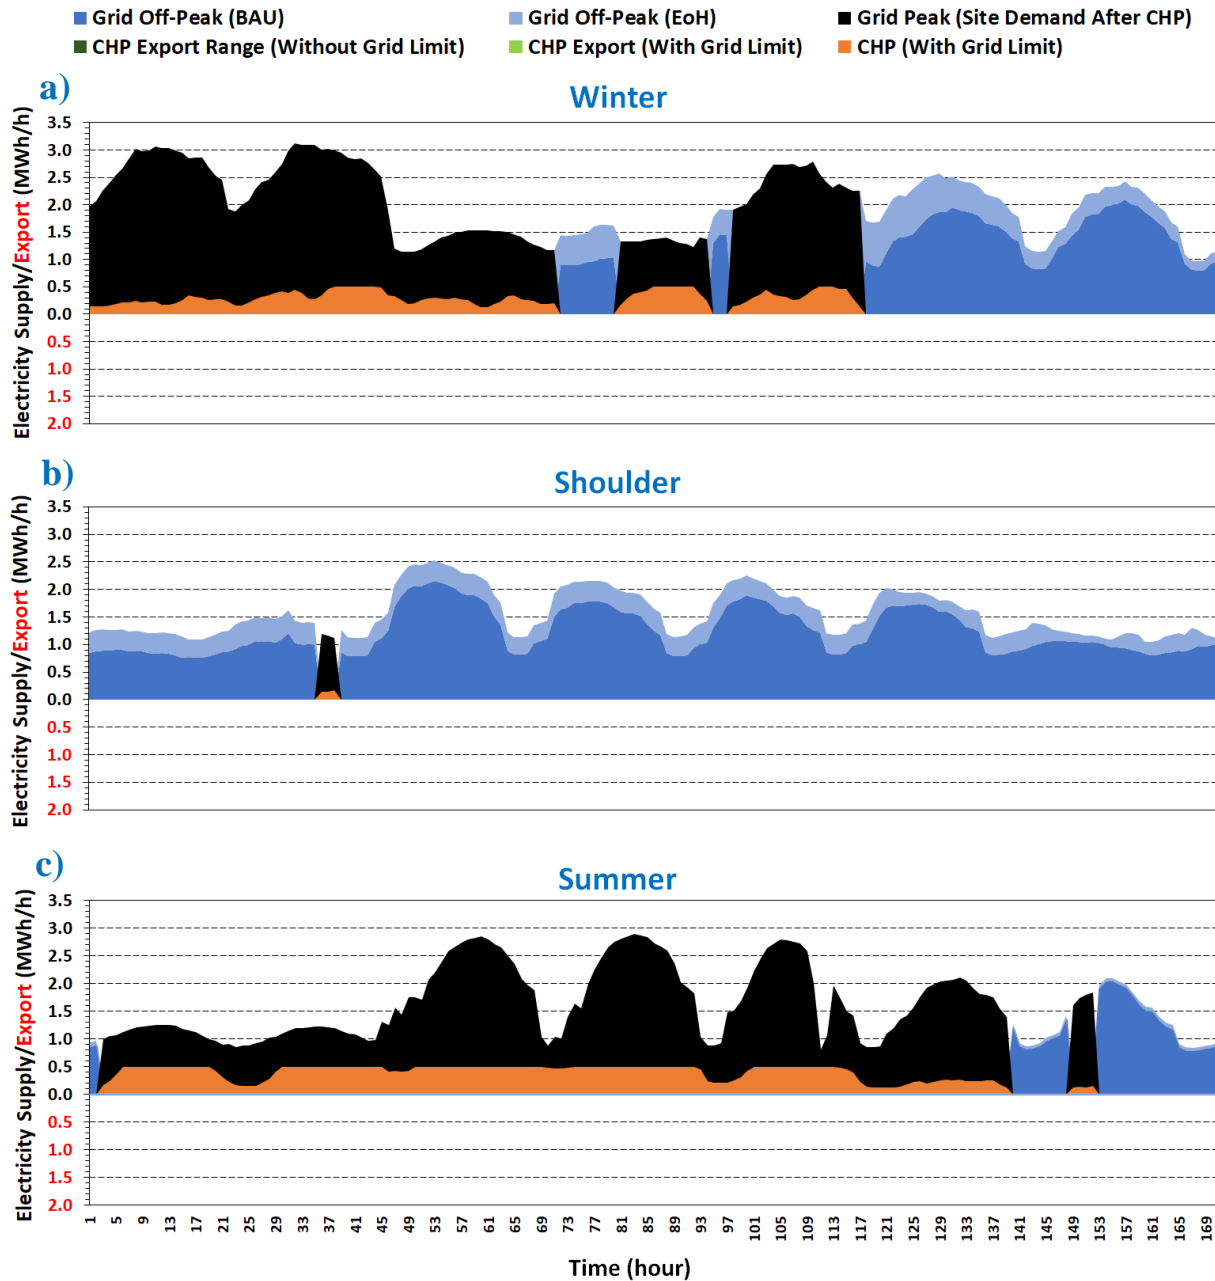 Grid Off-Peak (BAU) Grid Off-Peak (EoH) Grid Peak (Site Demand After CHP)
CHP Export Range (Without Grid Limit) CHP Export (With Grid Limit) CHP (With Grid Limit)
a)
Winter
Electricity Supply/Export (MWh/h)
3.5
3.0
2.5
2.0
1.5
1.0
0.5
0.0
0.5
1.0
1.5
2.0
b)
Shoulder
Electricity Supply/Export (MWh/h)
3.5
3.0
2.5
2.0
1.5
1.0
0.5
0.0
0.5
1.0
1.5
2.0
c)
Summer
Electricity Supply/Export (MWh/h)
3.5
3.0
2.5
2.0
1.5
1.0
0.5
0.0
0.5
1.0
1.5
2.0
1 5 9 13 17 21 25 29 33 37 41 45 49 53 57 61 65 69 73 77 81 85 89 93 97 101 105 109 113 117 121 125 129 133 137 141 145 149 153 157 161 165 169
Time (hour)